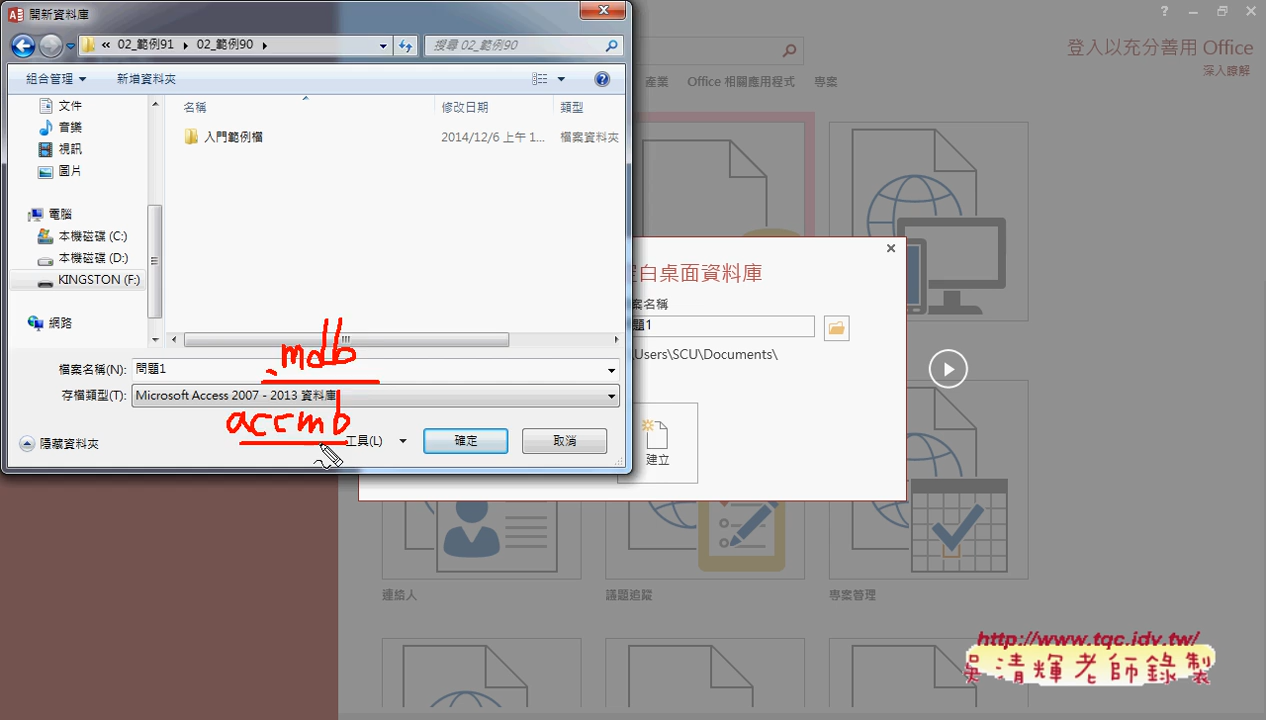 開新資料庫
« 02_範例91 ▸ 02_範例90 ▸
搜尋 02_範例90
組合管理 ▼ 新增資料夾
名稱 修改日期 類型
文件
音樂
視訊
圖片
電腦
本機磁碟 (C:)
本機磁碟 (D:)
KINGSTON (F:)
網路
入門範例檔 2014/12/6 上午 1... 檔案資料夾
.mdb
檔案名稱(N): 問題1
存檔類型(T): Microsoft Access 2007 - 2013 資料庫
accmb
隱藏資料夾
工具(L) ▼ 確定 取消
?
登入以充分善用 Office
深入瞭解
產業 Office 相關應用程式 專案
白桌面資料庫
案名稱
題1
\Users\SCU\Documents\
建立
連絡人 議題追蹤 專案管理
http://www.tqc.idv.tw/
吳清輝老師錄製